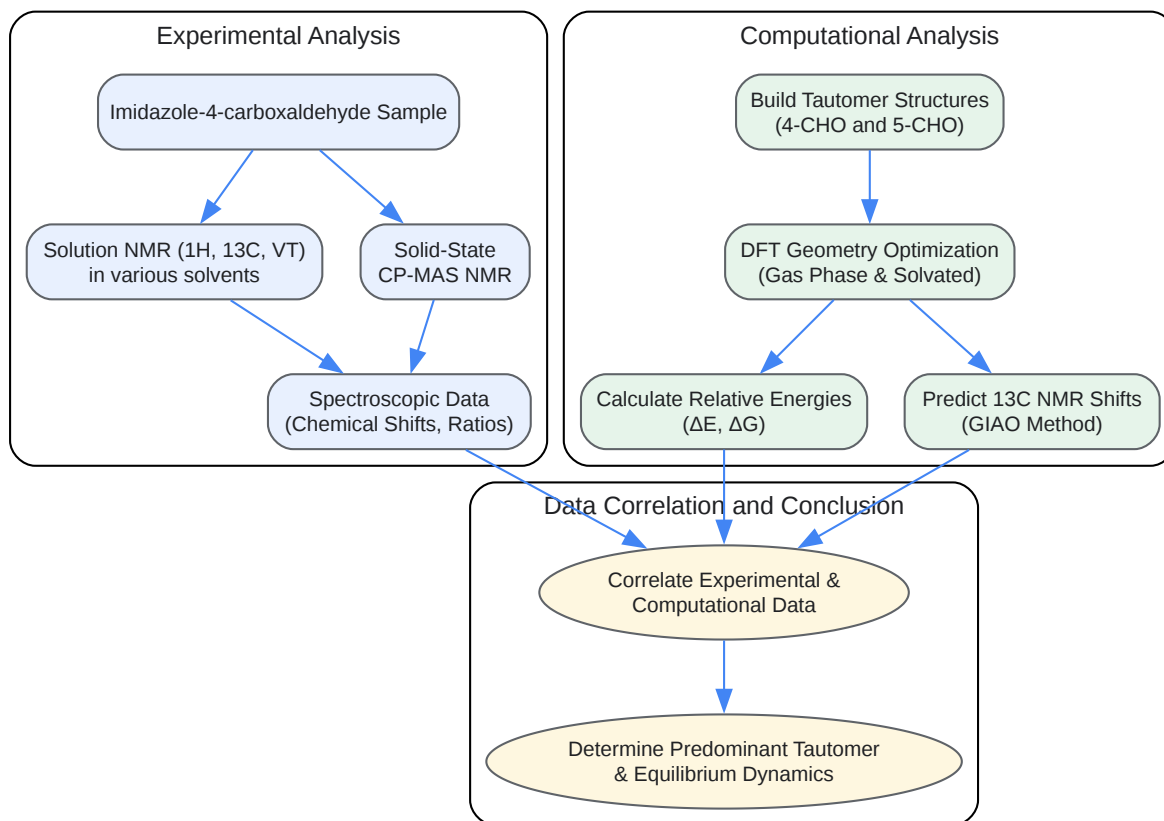 Experimental Analysis
Imidazole-4-carboxaldehyde Sample
Solution NMR (1H, 13C, VT)
in various solvents
Solid-State
CP-MAS NMR
Spectroscopic Data
(Chemical Shifts, Ratios)
Computational Analysis
Build Tautomer Structures
(4-CHO and 5-CHO)
DFT Geometry Optimization
(Gas Phase & Solvated)
Calculate Relative Energies
(ΔE, ΔG)
Predict 13C NMR Shifts
(GIAO Method)
Data Correlation and Conclusion
Correlate Experimental &
Computational Data
Determine Predominant Tautomer
& Equilibrium Dynamics